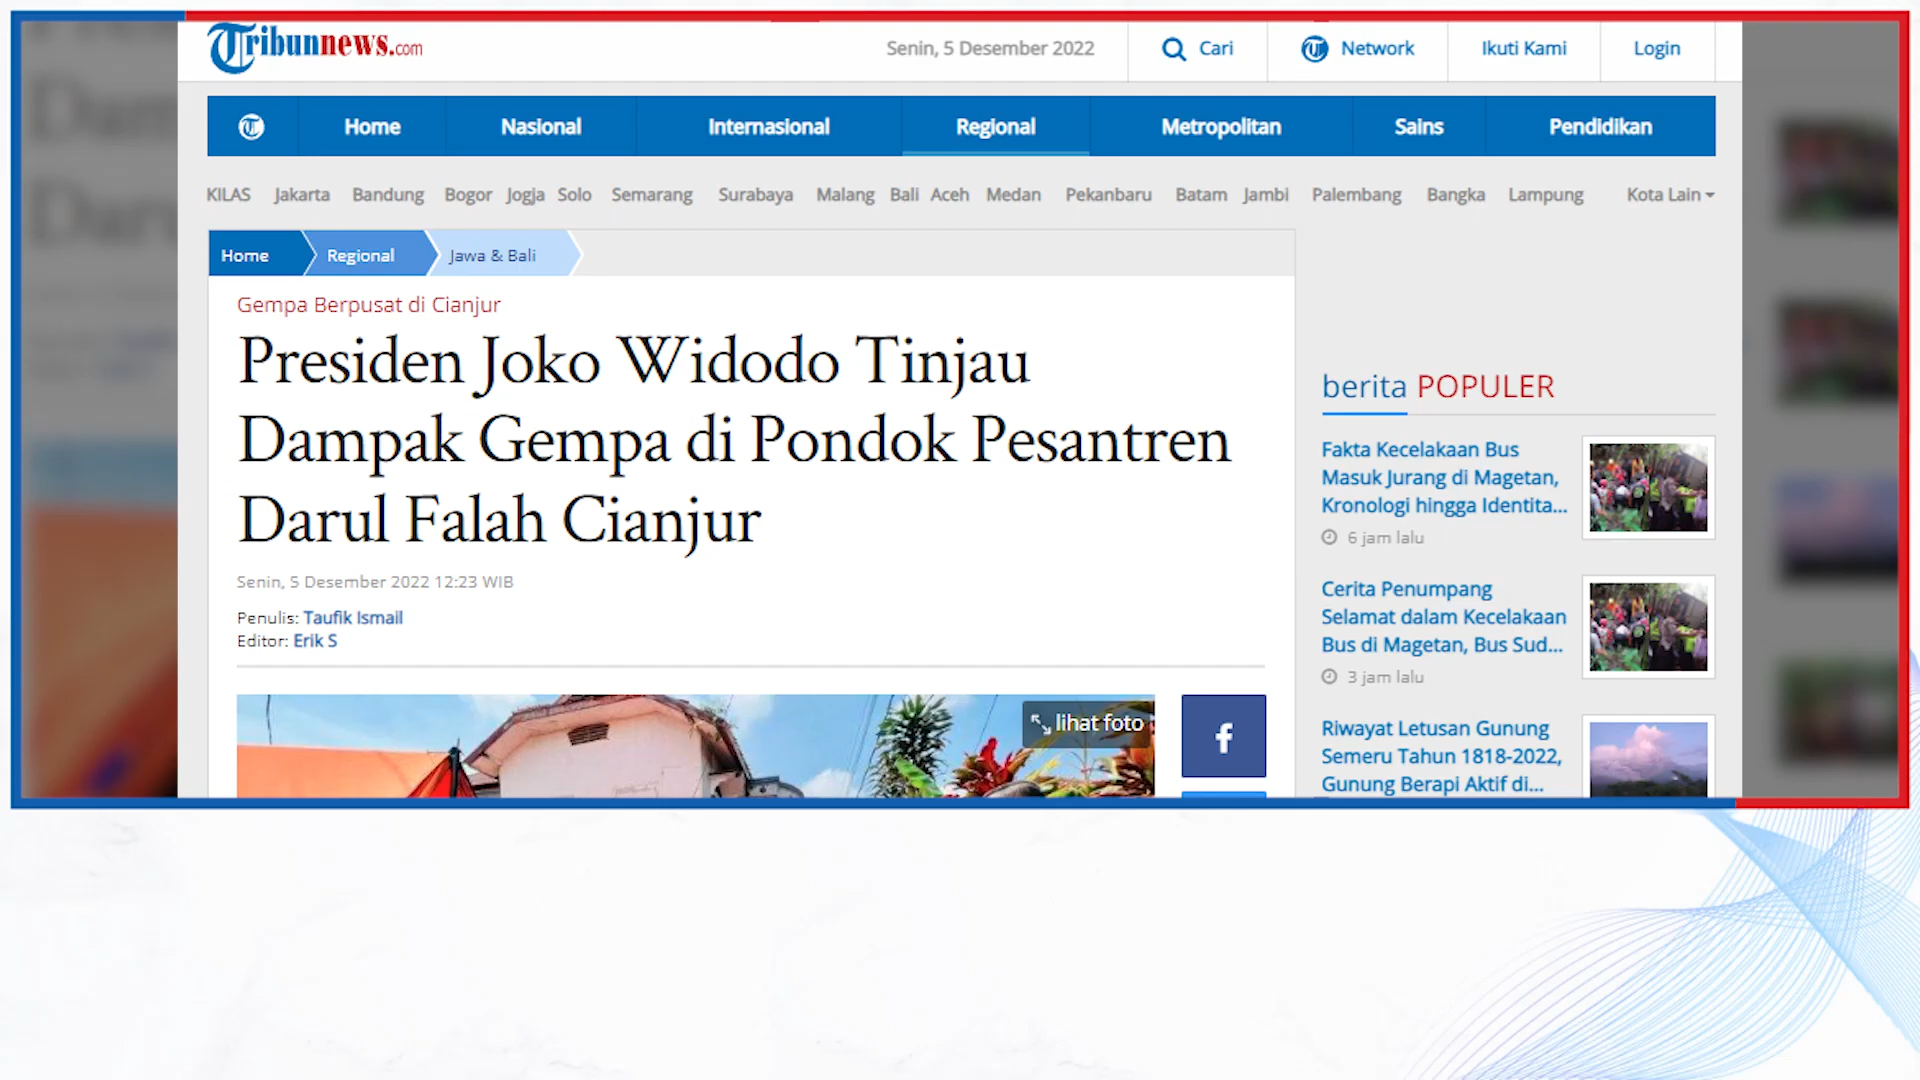 Tribunnews.com
Senin, 5 Desember 2022
Cari
Network
Ikuti Kami
Login
Home
Nasional
Internasional
Regional
Metropolitan
Sains
Pendidikan
KILAS Jakarta Bandung Bogor Jogja Solo Semarang Surabaya Malang Bali Aceh Medan Pekanbaru Batam Jambi Palembang Bangka Lampung Kota Lain
Home
Regional
Jawa & Bali
Gempa Berpusat di Cianjur
Presiden Joko Widodo Tinjau
Dampak Gempa di Pondok Pesantren
Darul Falah Cianjur
Senin, 5 Desember 2022 12:23 WIB
Penulis: Taufik Ismail
Editor: Erik S
lihat foto
berita POPULER
Fakta Kecelakaan Bus
Masuk Jurang di Magetan,
Kronologi hingga Identita...
6 jam lalu
Cerita Penumpang
Selamat dalam Kecelakaan
Bus di Magetan, Bus Sud...
3 jam lalu
Riwayat Letusan Gunung
Semeru Tahun 1818-2022,
Gunung Berapi Aktif di...